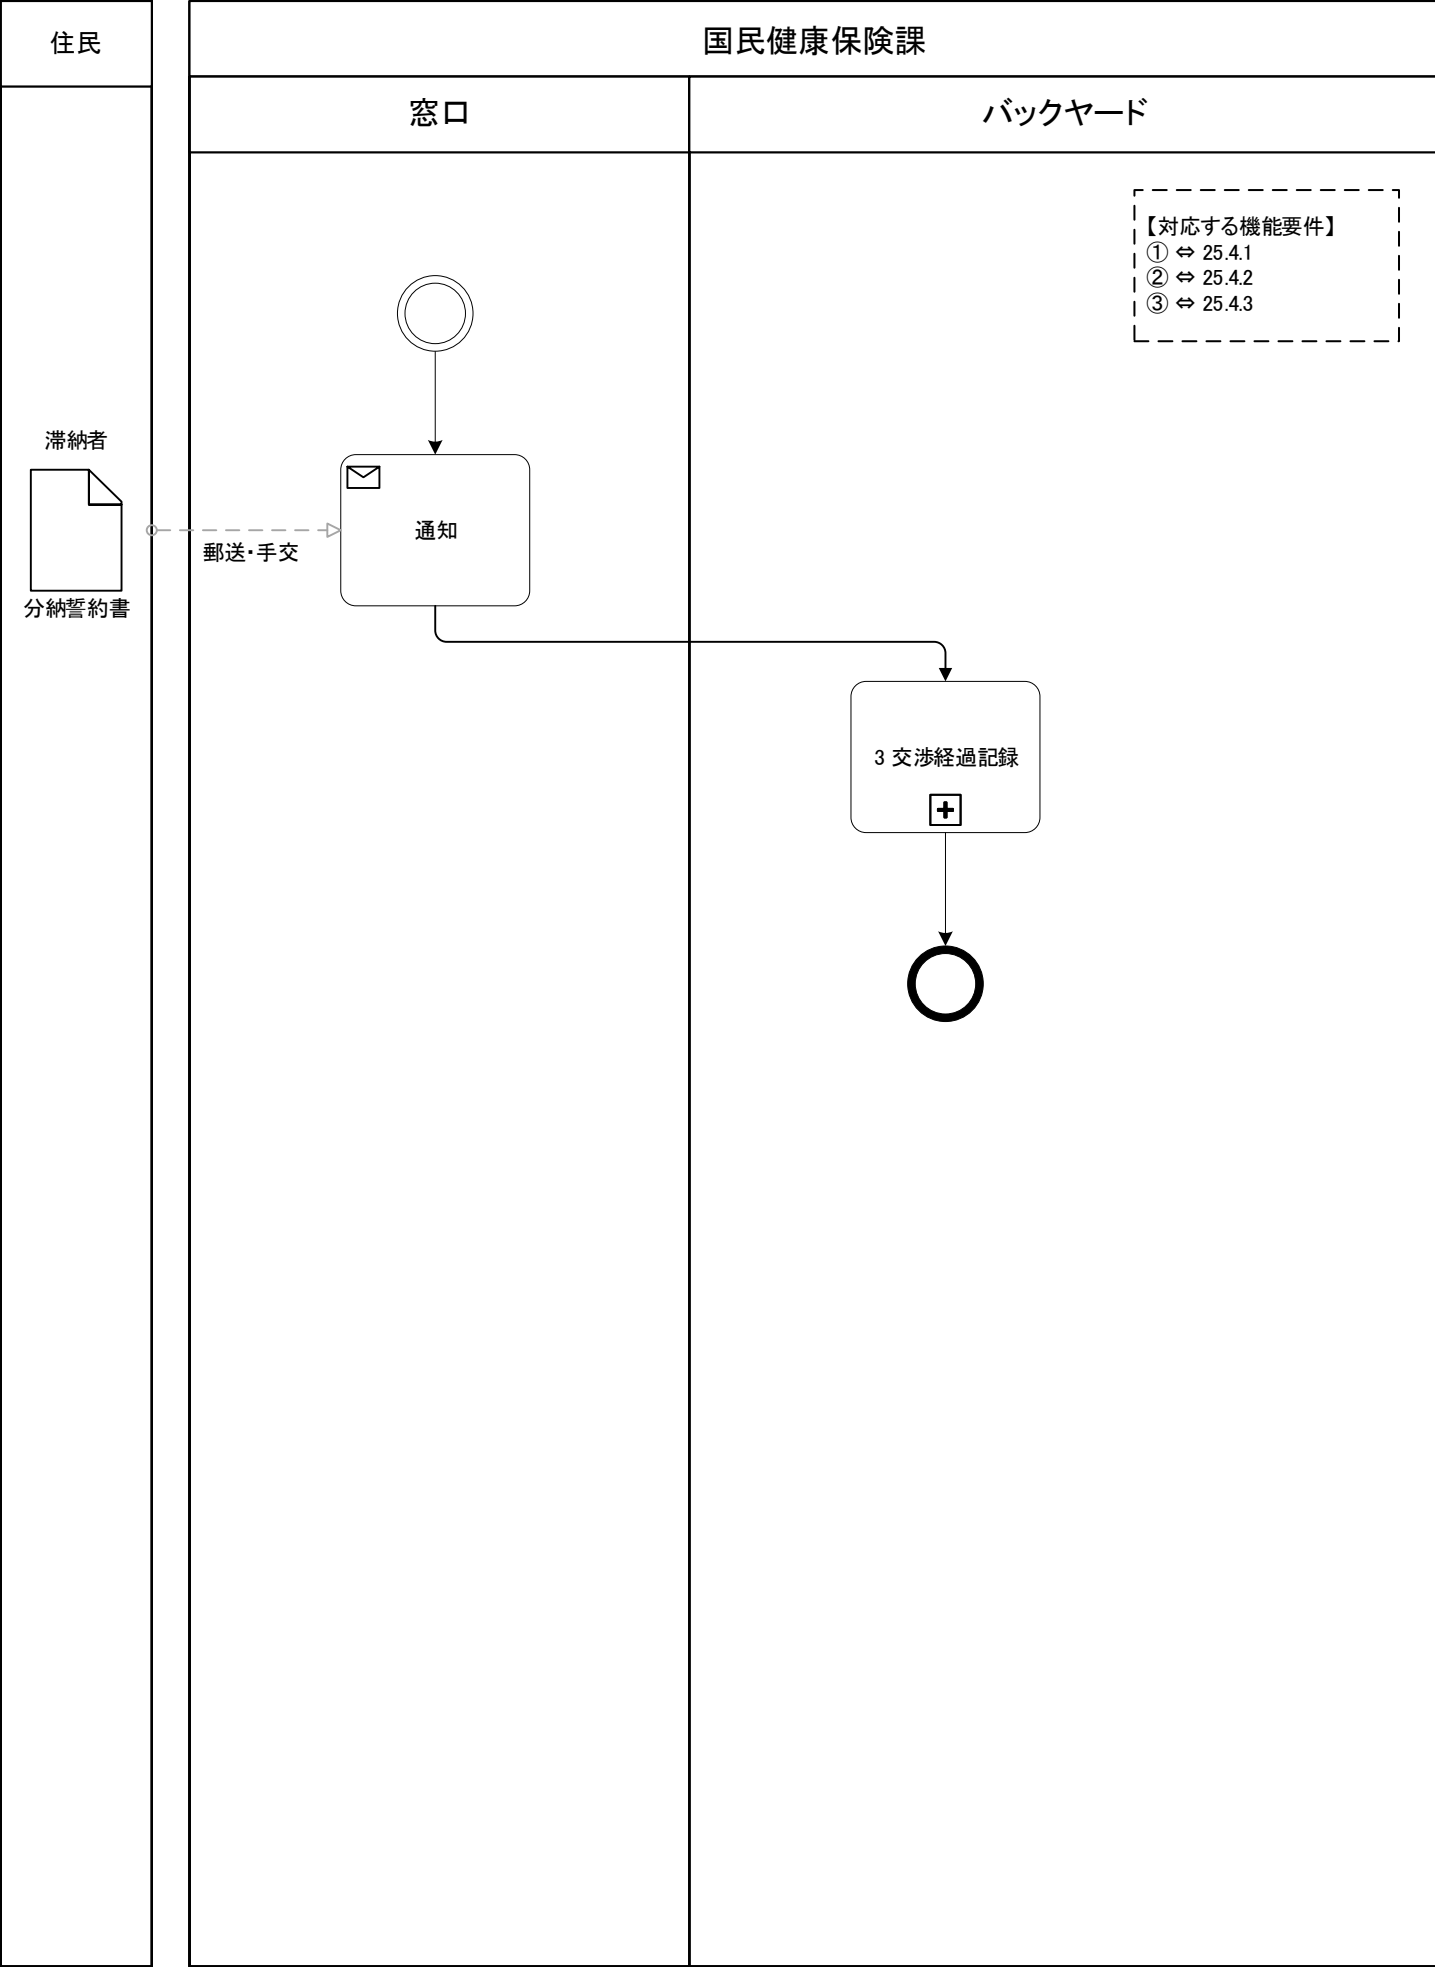 住民
国民健康保険課
窓口
バックヤード
【対応する機能要件】
① ⇔ 25.4.1
② ⇔ 25.4.2
③ ⇔ 25.4.3
滞納者
分納誓約書
郵送・手交
通知
3 交渉経過記録